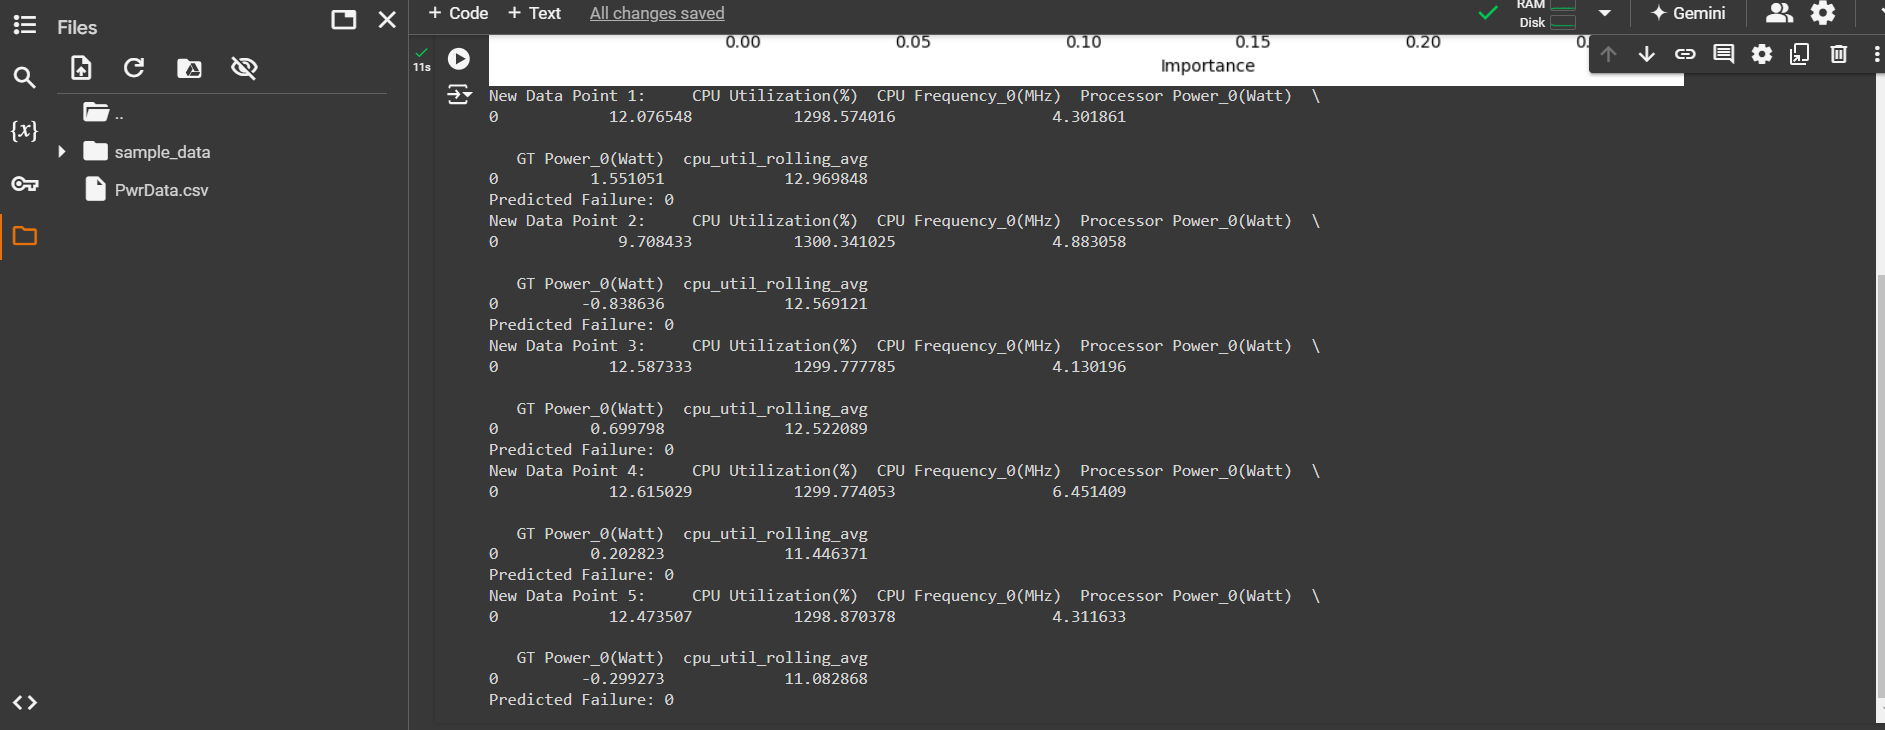 Files
+ Code + Text All changes saved
RAM
Disk
Gemini
..
sample_data
PwrData.csv
{x}
11s
0.00 0.05 0.10 0.15 0.20 0.
Importance
New Data Point 1:     CPU Utilization(%)  CPU Frequency_0(MHz)  Processor Power_0(Watt)  \
0            12.076548           1298.574016                 4.301861
   GT Power_0(Watt)  cpu_util_rolling_avg
0          1.551051             12.969848
Predicted Failure: 0
New Data Point 2:     CPU Utilization(%)  CPU Frequency_0(MHz)  Processor Power_0(Watt)  \
0             9.708433           1300.341025                 4.883058
   GT Power_0(Watt)  cpu_util_rolling_avg
0         -0.838636             12.569121
Predicted Failure: 0
New Data Point 3:     CPU Utilization(%)  CPU Frequency_0(MHz)  Processor Power_0(Watt)  \
0            12.587333           1299.777785                 4.130196
   GT Power_0(Watt)  cpu_util_rolling_avg
0          0.699798             12.522089
Predicted Failure: 0
New Data Point 4:     CPU Utilization(%)  CPU Frequency_0(MHz)  Processor Power_0(Watt)  \
0            12.615029           1299.774053                 6.451409
   GT Power_0(Watt)  cpu_util_rolling_avg
0          0.202823             11.446371
Predicted Failure: 0
New Data Point 5:     CPU Utilization(%)  CPU Frequency_0(MHz)  Processor Power_0(Watt)  \
0            12.473507           1298.870378                 4.311633
   GT Power_0(Watt)  cpu_util_rolling_avg
0         -0.299273             11.082868
Predicted Failure: 0